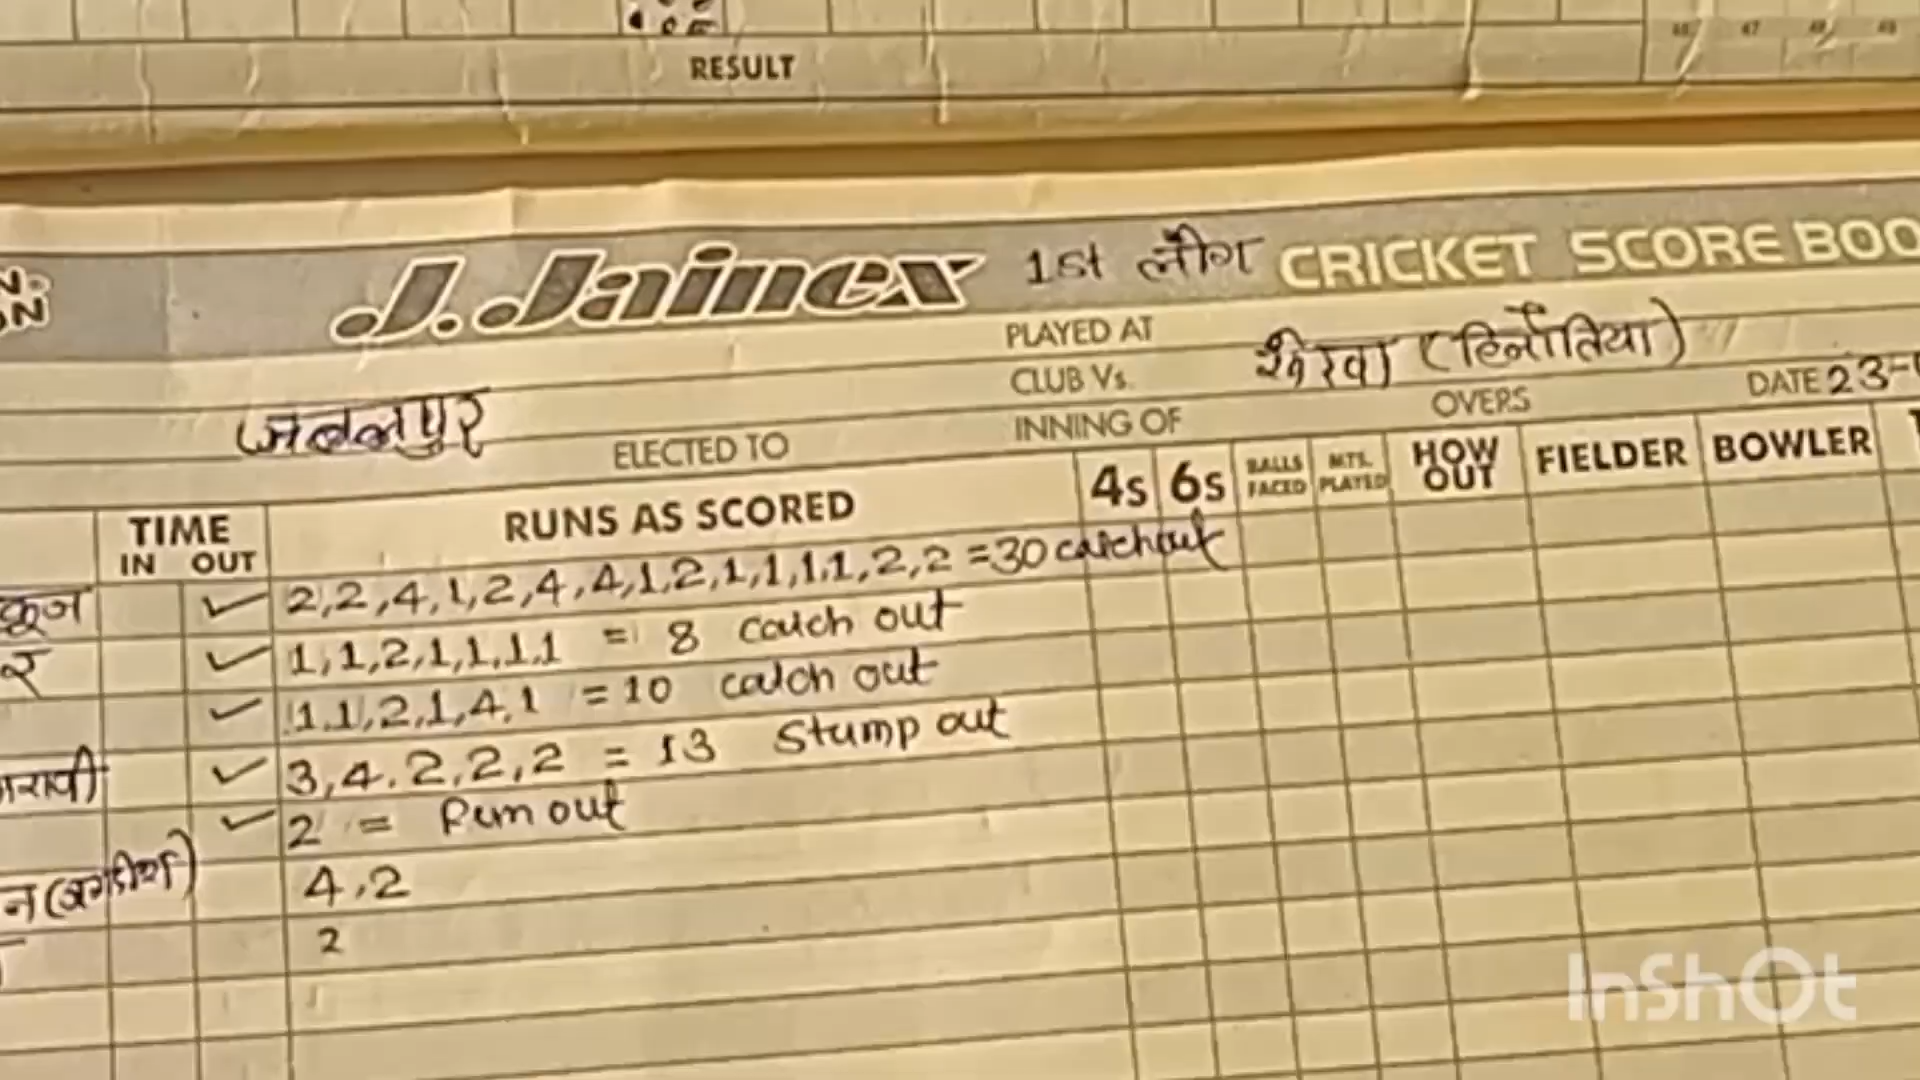 RESULT
46 47 48 49
J. Jainex 1st लीग CRICKET SCORE BOO
PLAYED AT
CLUB Vs. (हिनौतिया)
जबलपुर ELECTED TO INNING OF OVERS DATE 23-
TIME IN OUT RUNS AS SCORED 4s 6s BALLS FACED MTS. PLAYED HOW OUT FIELDER BOWLER
✓ 2,2,4,1,2,4,4,1,2,1,1,1,1,2,2 =30 catchout
र ✓ 1,1,2,1,1,1,1 = 8 catch out
✓ 1,1,2,1,4,1 =10 catch out
✓ 3,4,2,2,2 = 13 Stump out
✓ 2 = Run out
4,2
2
InShOt